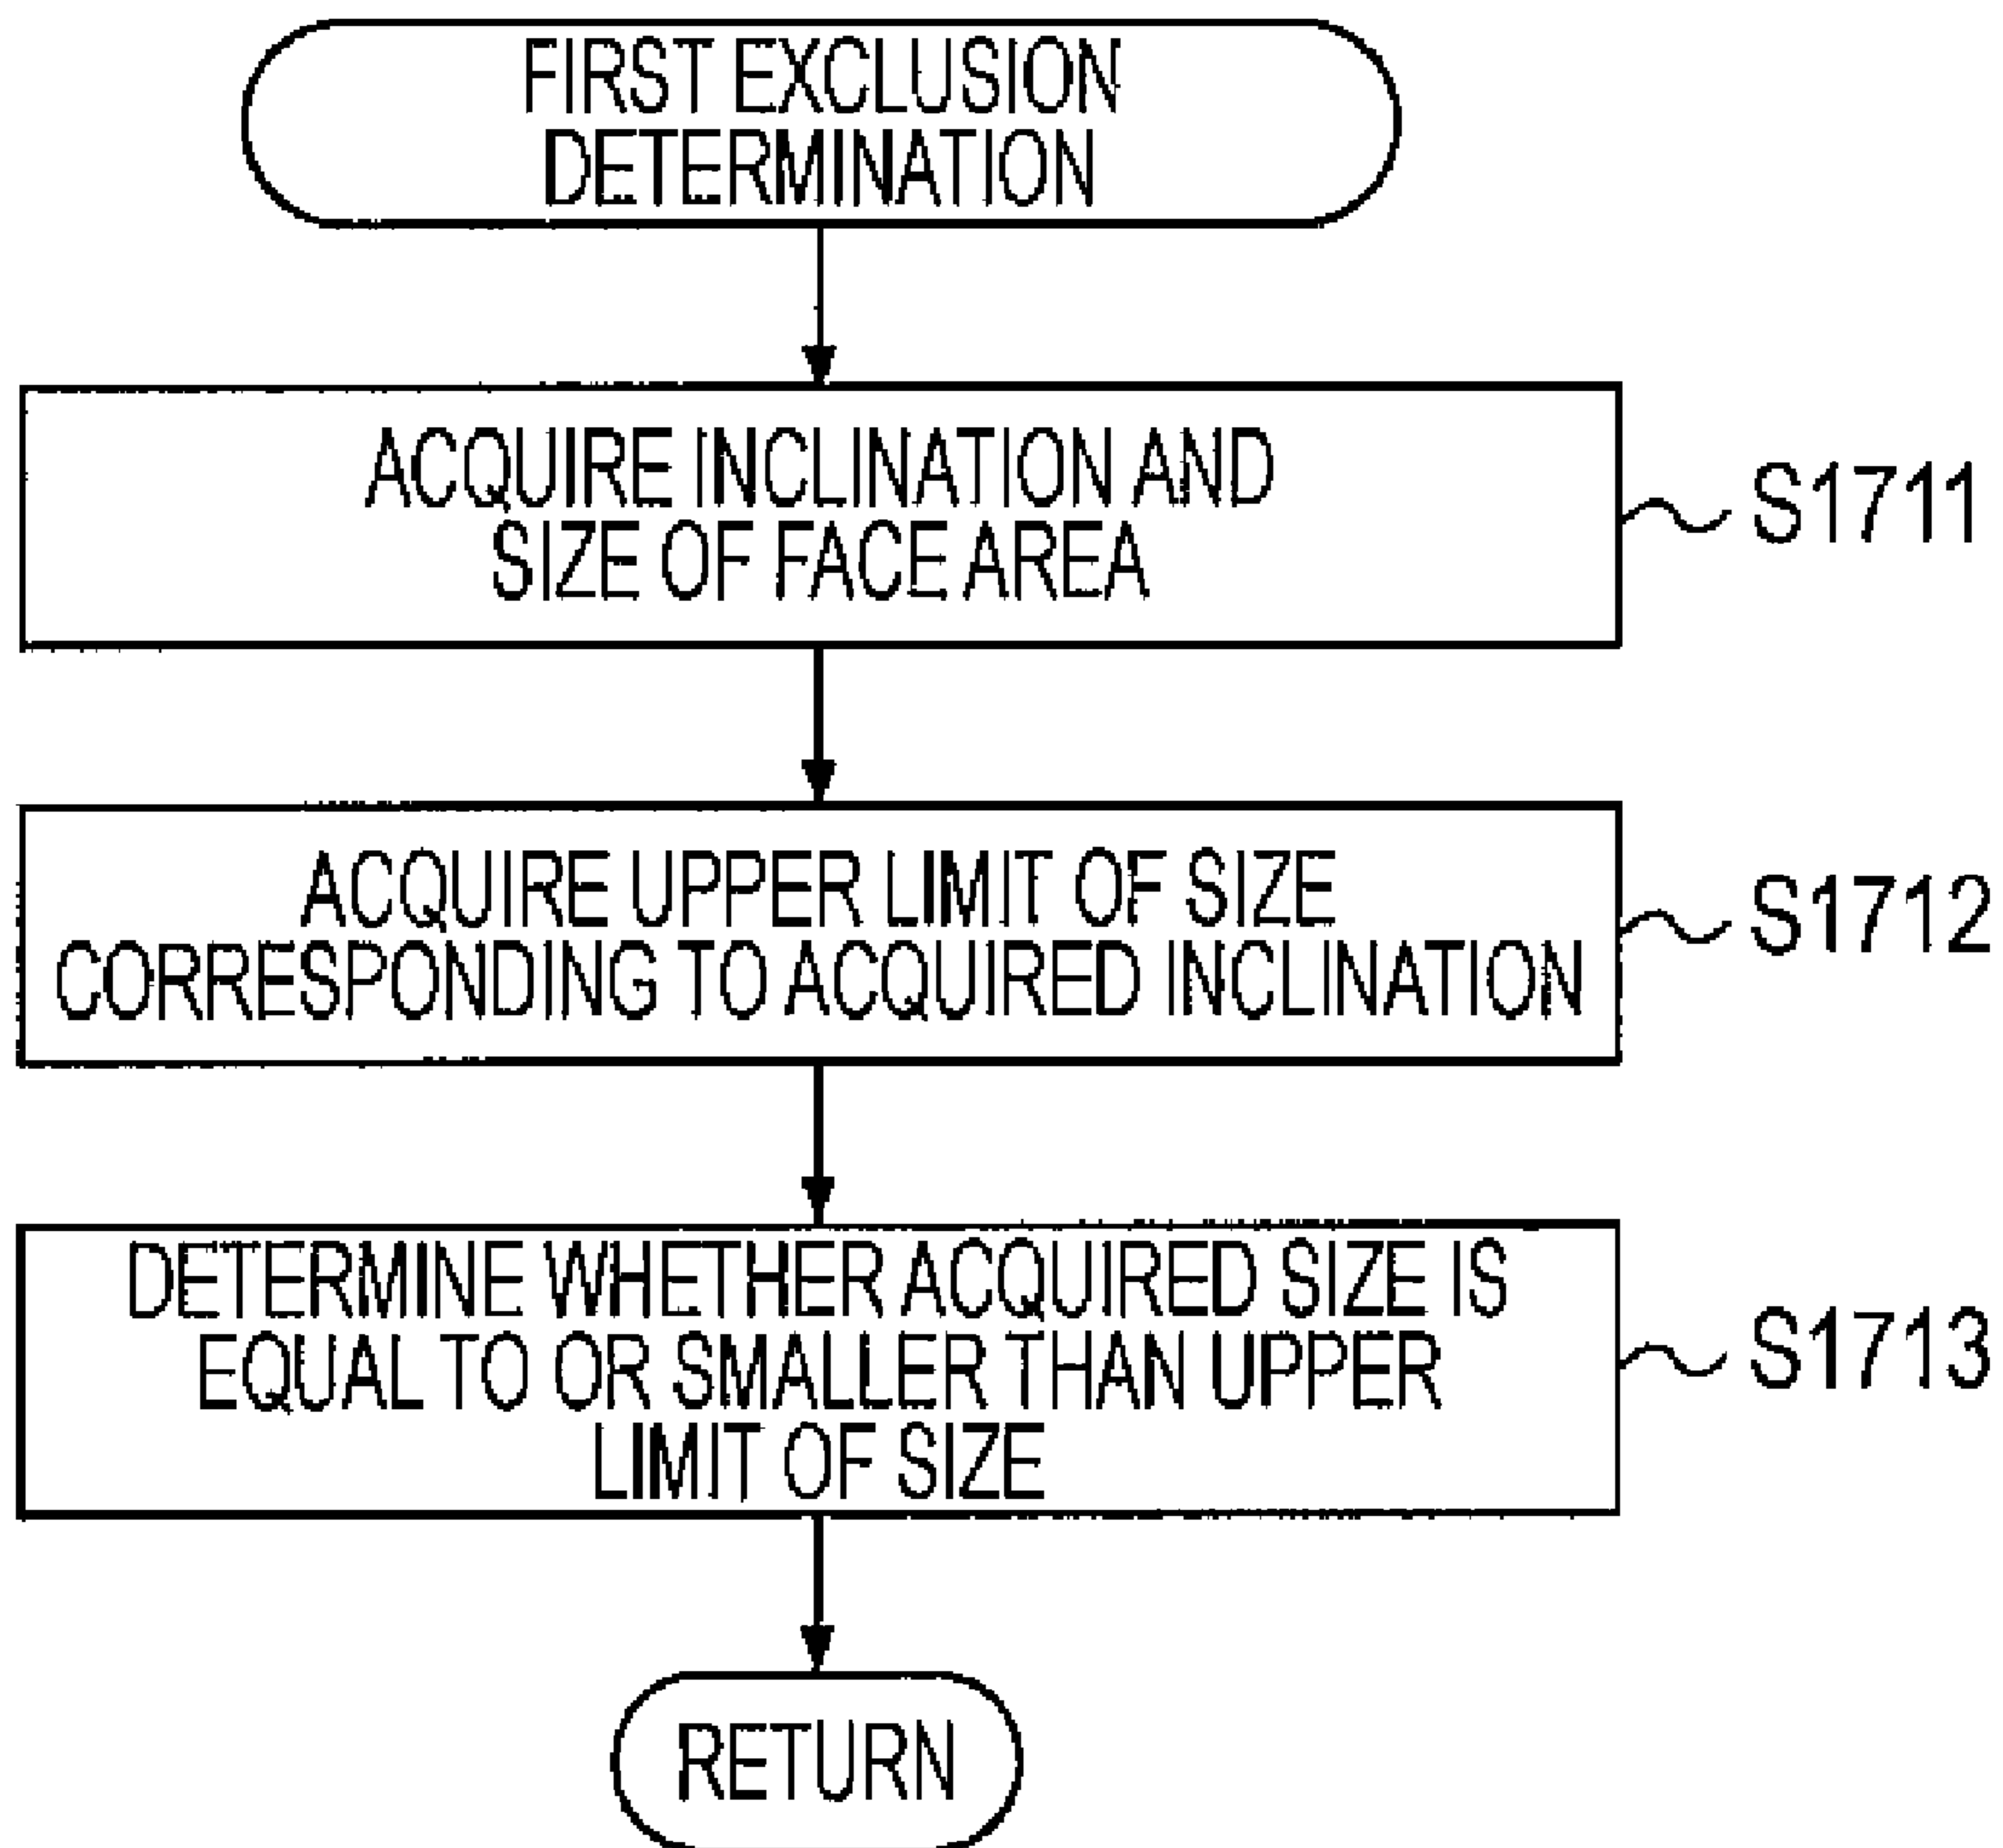 FIRST EXCLUSION
DETERMINATION
ACQUIRE INCLINATION AND
SIZE OF FACE AREA
S1711
ACQUIRE UPPER LIMIT OF SIZE
CORRESPONDING TO ACQUIRED INCLINATION
S1712
DETERMINE WHETHER ACQUIRED SIZE IS
EQUAL TO OR SMALLER THAN UPPER
LIMIT OF SIZE
S1713
RETURN